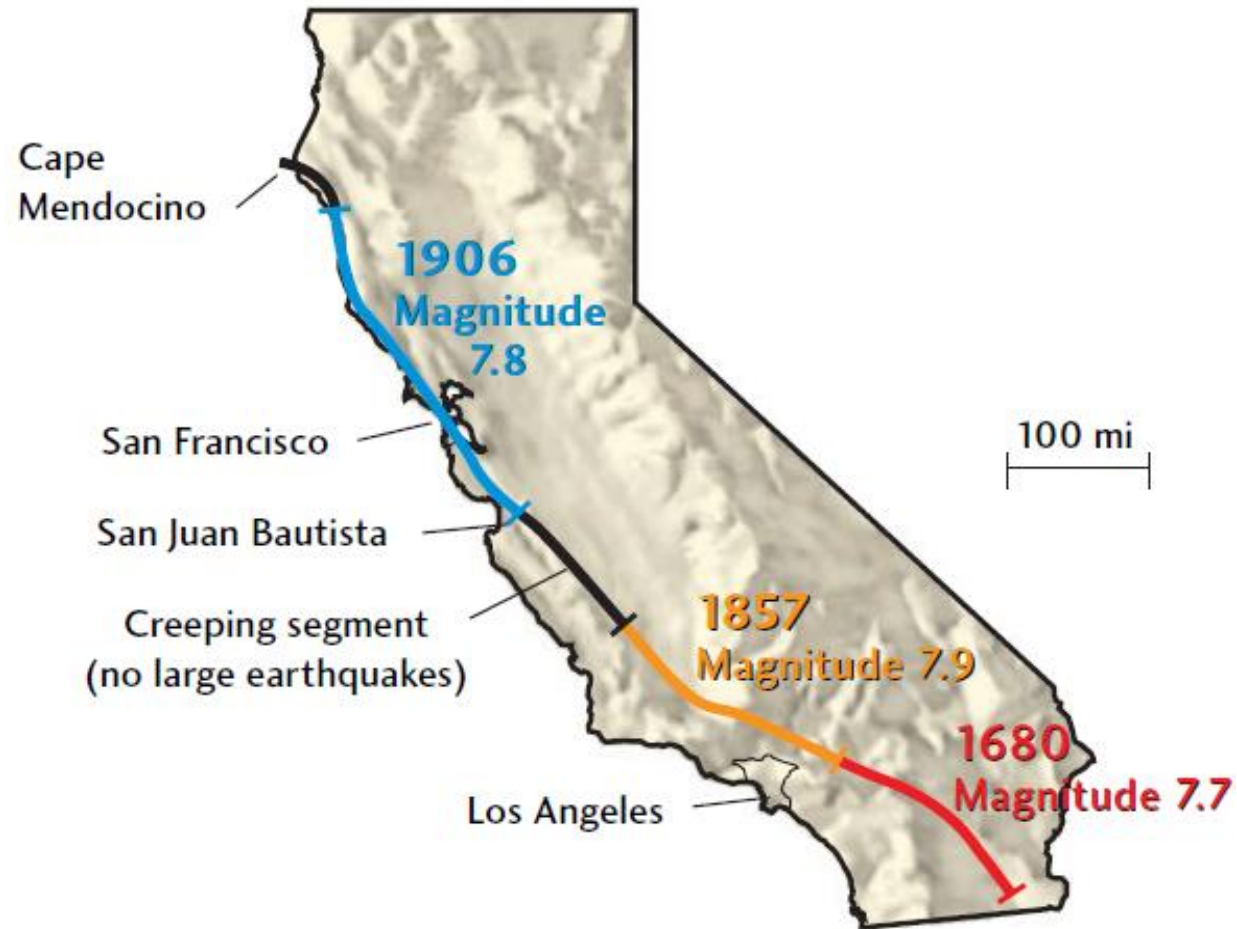 Cape
Mendocino
1906
Magnitude
7.8
San Francisco
100 mi
San Juan Bautista
Creeping segment
(no large earthquakes)
1857
Magnitude 7.9
1680
Magnitude 7.7
Los Angeles